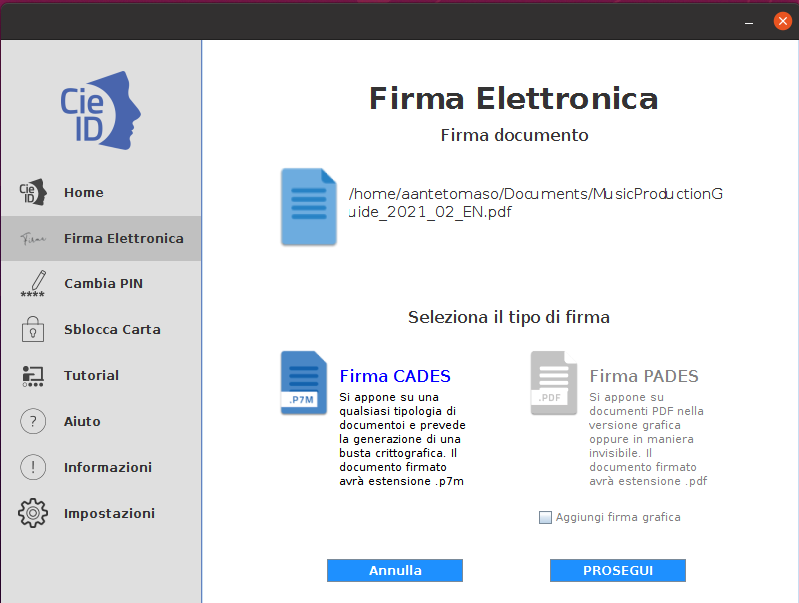 Cie
ID
Cie
ID
Home
Firma
Firma Elettronica
Cambia PIN
****
Sblocca Carta
Tutorial
?
Aiuto
!
Informazioni
Impostazioni
Firma Elettronica
Firma documento
/home/aantetomaso/Documents/MusicProductionG
uide_2021_02_EN.pdf
Seleziona il tipo di firma
.P7M
Firma CADES
Si appone su una
qualsiasi tipologia di
documentoi e prevede
la generazione di una
busta crittografica. Il
documento firmato
avrà estensione .p7m
.PDF
Firma PADES
Si appone su
documenti PDF nella
versione grafica
oppure in maniera
invisibile. Il
documento firmato
avrà estensione .pdf
Aggiungi firma grafica
Annulla
PROSEGUI